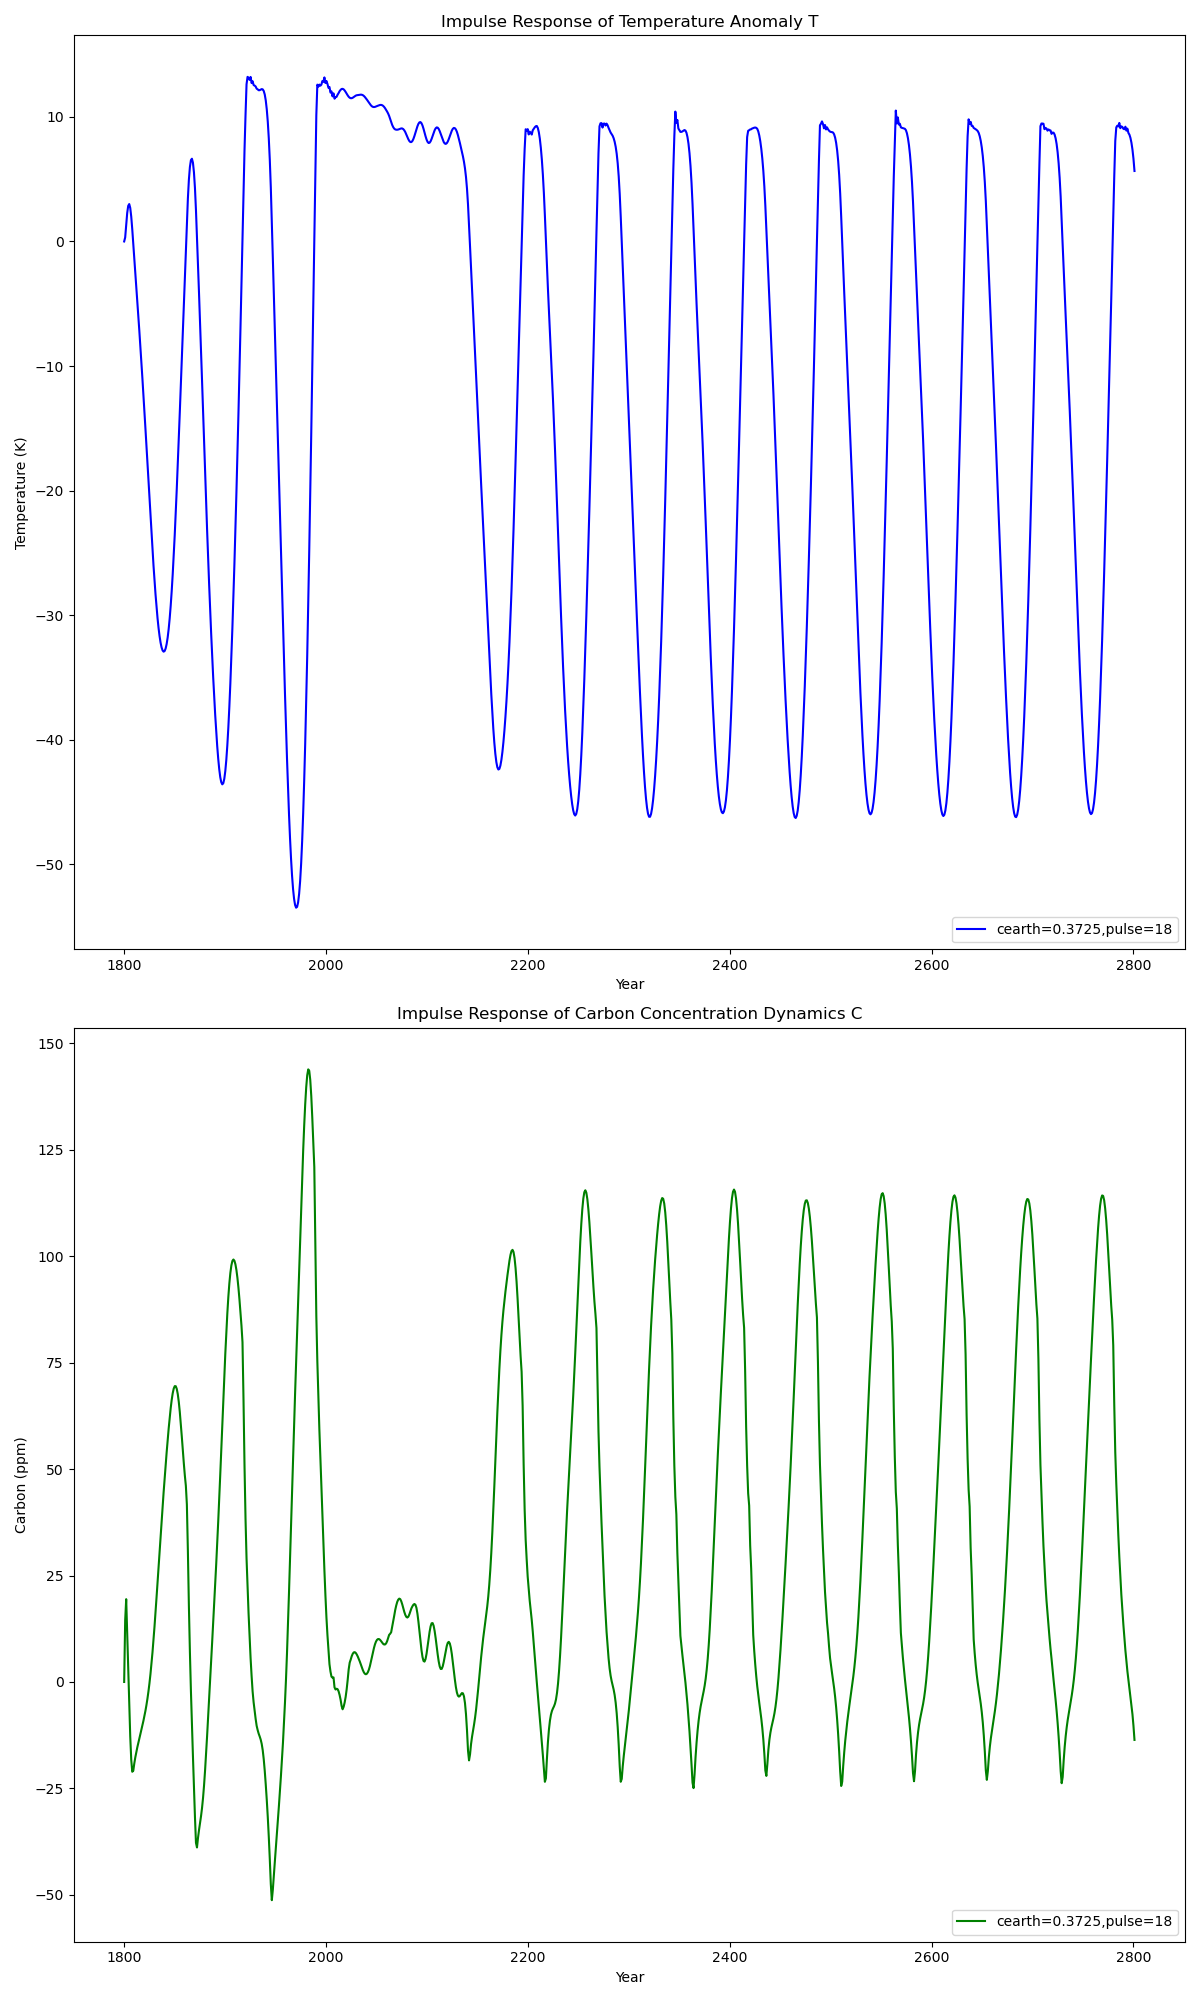 Impulse Response of Temperature Anomaly T
10
0
−10
−20
−30
−40
−50
Temperature (K)
cearth=0.3725,pulse=18
1800 2000 2200 2400 2600 2800
Year
Impulse Response of Carbon Concentration Dynamics C
150
125
100
75
50
25
0
−25
−50
Carbon (ppm)
cearth=0.3725,pulse=18
1800 2000 2200 2400 2600 2800
Year